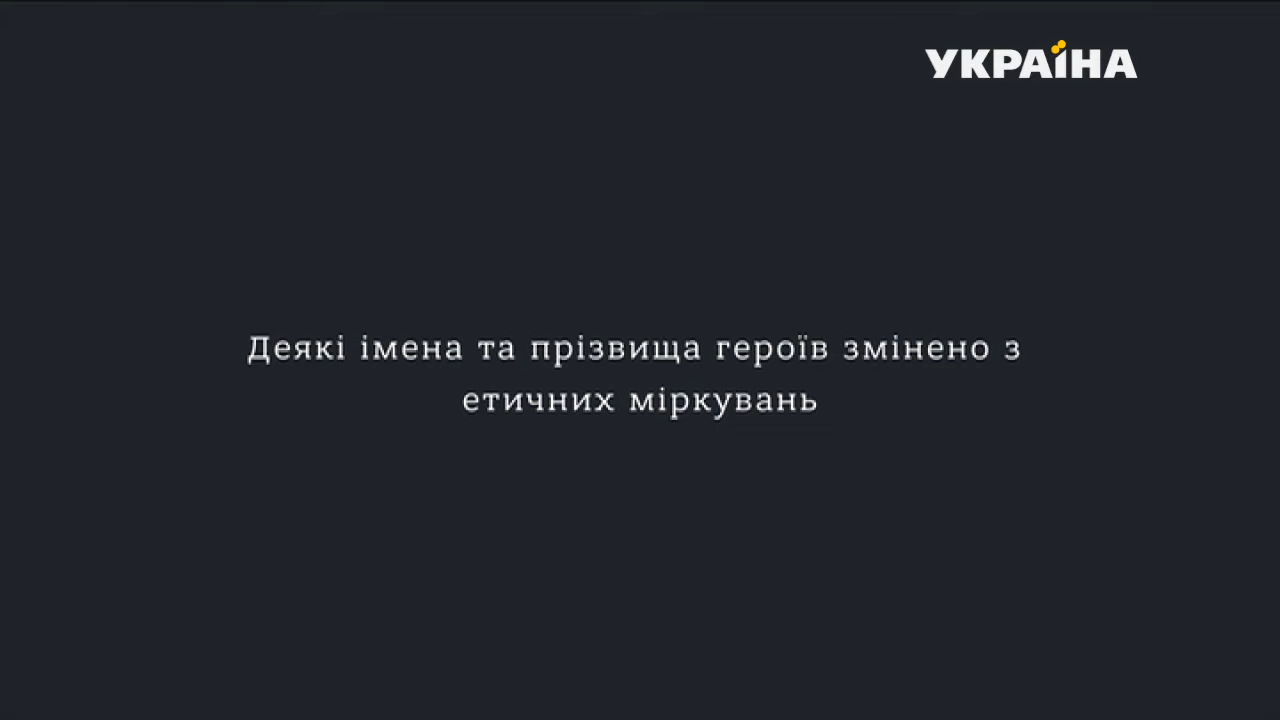 УКРАЇНА
Деякі імена та прізвища героїв змінено з
етичних міркувань